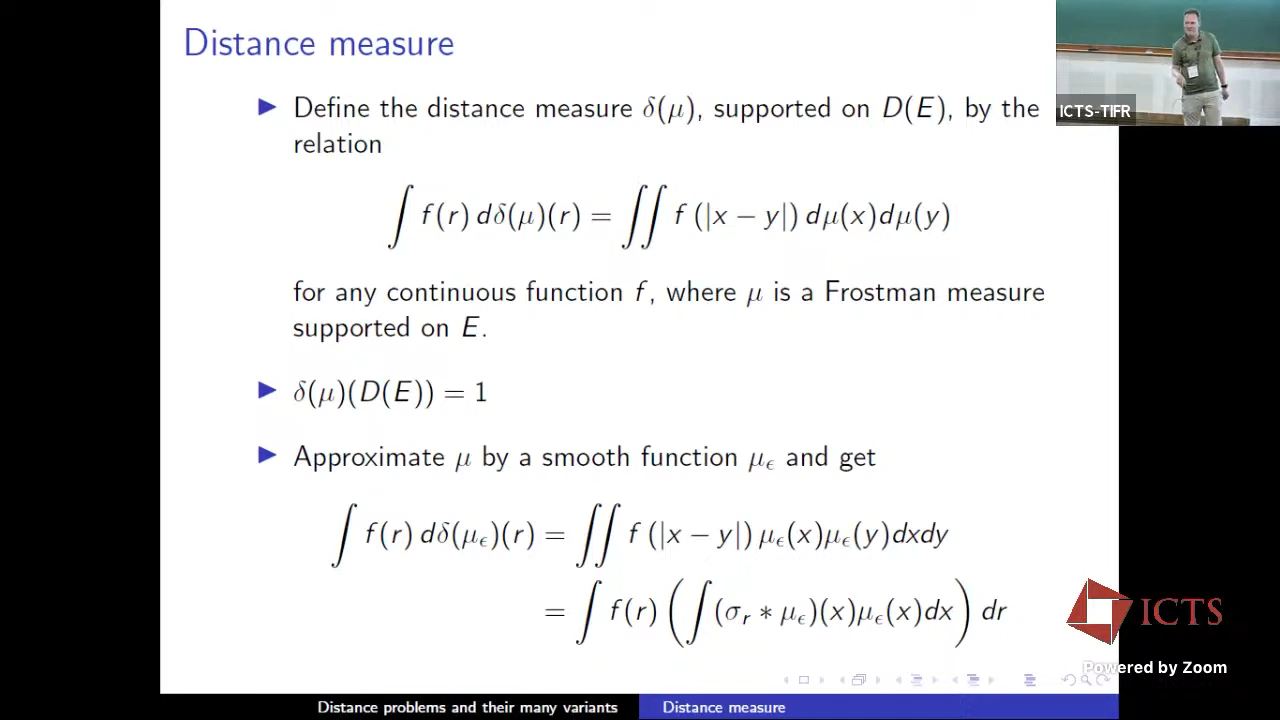 Distance measure
▶ Define the distance measure δ(μ), supported on D(E), by the
relation
∫ f(r) dδ(μ)(r) = ∬ f (|x − y|) dμ(x)dμ(y)
for any continuous function f, where μ is a Frostman measure
supported on E.
▶ δ(μ)(D(E)) = 1
▶ Approximate μ by a smooth function μ_ϵ and get
∫ f(r) dδ(μ_ϵ)(r) = ∬ f (|x − y|) μ_ϵ(x)μ_ϵ(y)dxdy
= ∫ f(r) (∫ (σ_r ∗ μ_ϵ)(x)μ_ϵ(x)dx) dr
ICTS-TIFR
ICTS
Powered by Zoom
Distance problems and their many variants
Distance measure